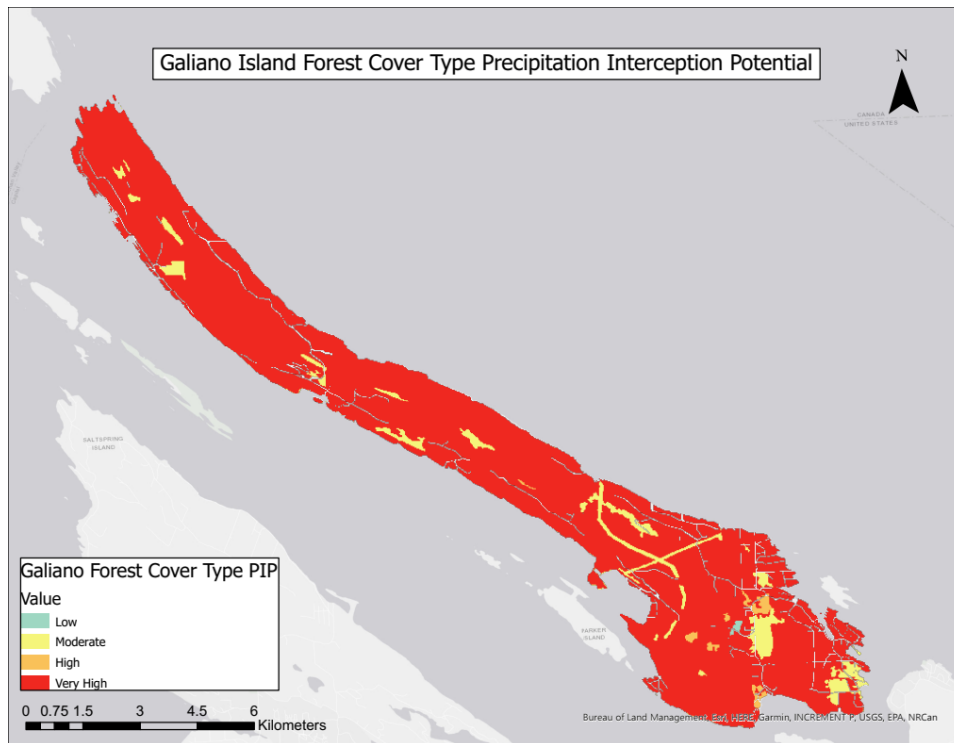 Galiano Island Forest Cover Type Precipitation Interception Potential
N
CANADA
UNITED STATES
SALTSPRING
ISLAND
PARKER
ISLAND
Galiano Forest Cover Type PIP
Value
Low
Moderate
High
Very High
0 0.75 1.5 3 4.5 6
Kilometers
Bureau of Land Management, Esri, HERE, Garmin, INCREMENT P, USGS, EPA, NRCan